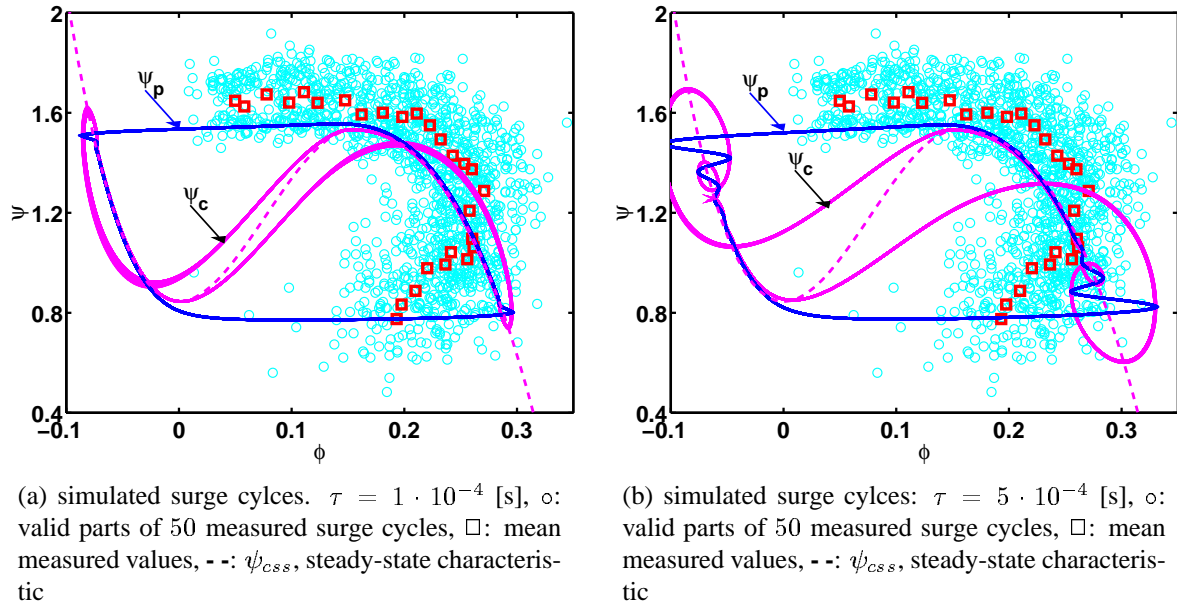 2
1.6
1.2
0.8
0.4
ψ
ψp
ψc
−0.1 0 0.1 0.2 0.3
ϕ
2
1.6
1.2
0.8
0.4
ψ
ψp
ψc
−0.1 0 0.1 0.2 0.3
ϕ
(a) simulated surge cylces. τ = 1 · 10⁻⁴ [s], ○:
valid parts of 50 measured surge cycles, □: mean
measured values, - -: ψcss, steady-state characteris-
tic
(b) simulated surge cylces: τ = 5 · 10⁻⁴ [s], ○:
valid parts of 50 measured surge cycles, □: mean
measured values, - -: ψcss, steady-state characteris-
tic